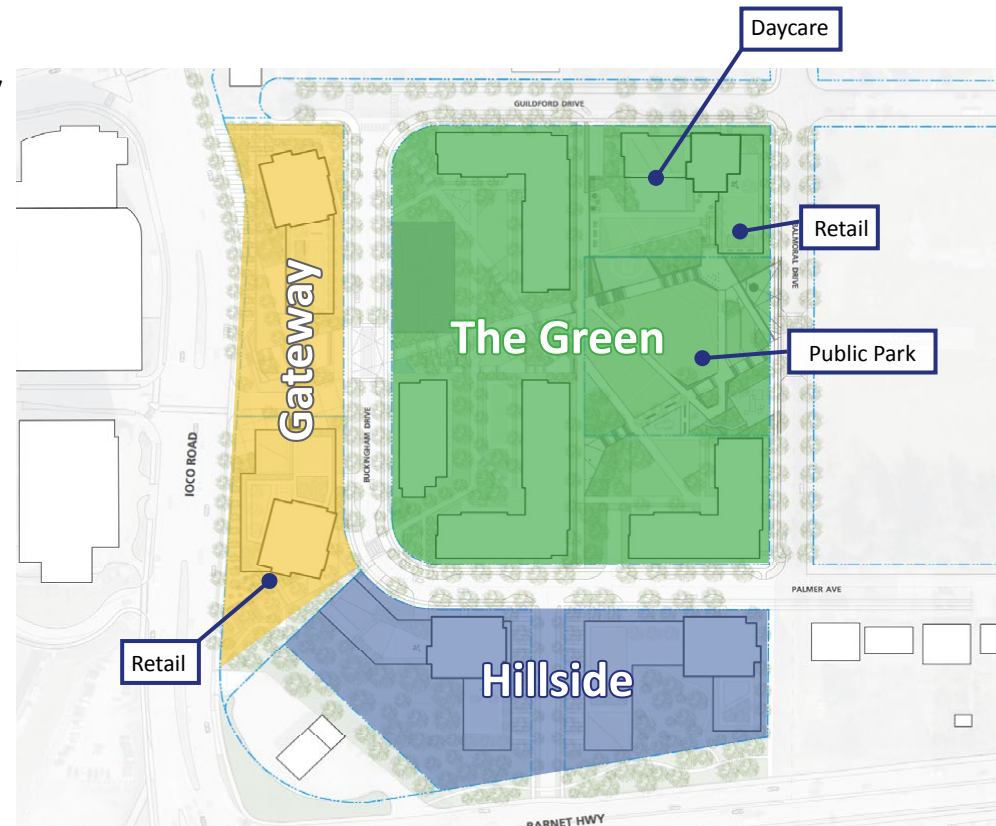 Daycare
GUILDFORD DRIVE
Retail
BALMORAL DRIVE
Gateway
The Green
Public Park
BUCKINGHAM DRIVE
IOCO ROAD
PALMER AVE
Retail
Hillside
BARNET HWY